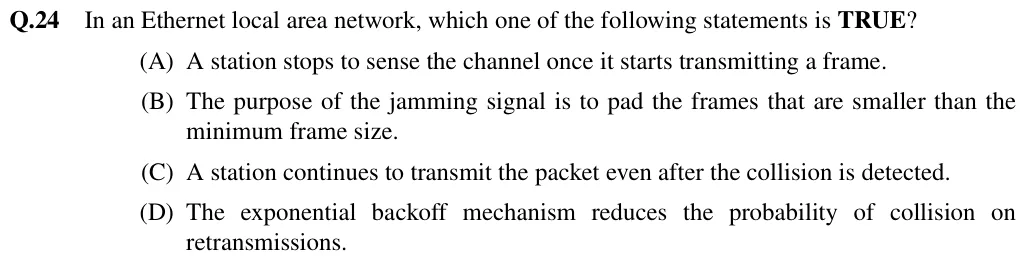 Q.24 In an Ethernet local area network, which one of the following statements is TRUE?
(A) A station stops to sense the channel once it starts transmitting a frame.
(B) The purpose of the jamming signal is to pad the frames that are smaller than the
minimum frame size.
(C) A station continues to transmit the packet even after the collision is detected.
(D) The exponential backoff mechanism reduces the probability of collision on
retransmissions.